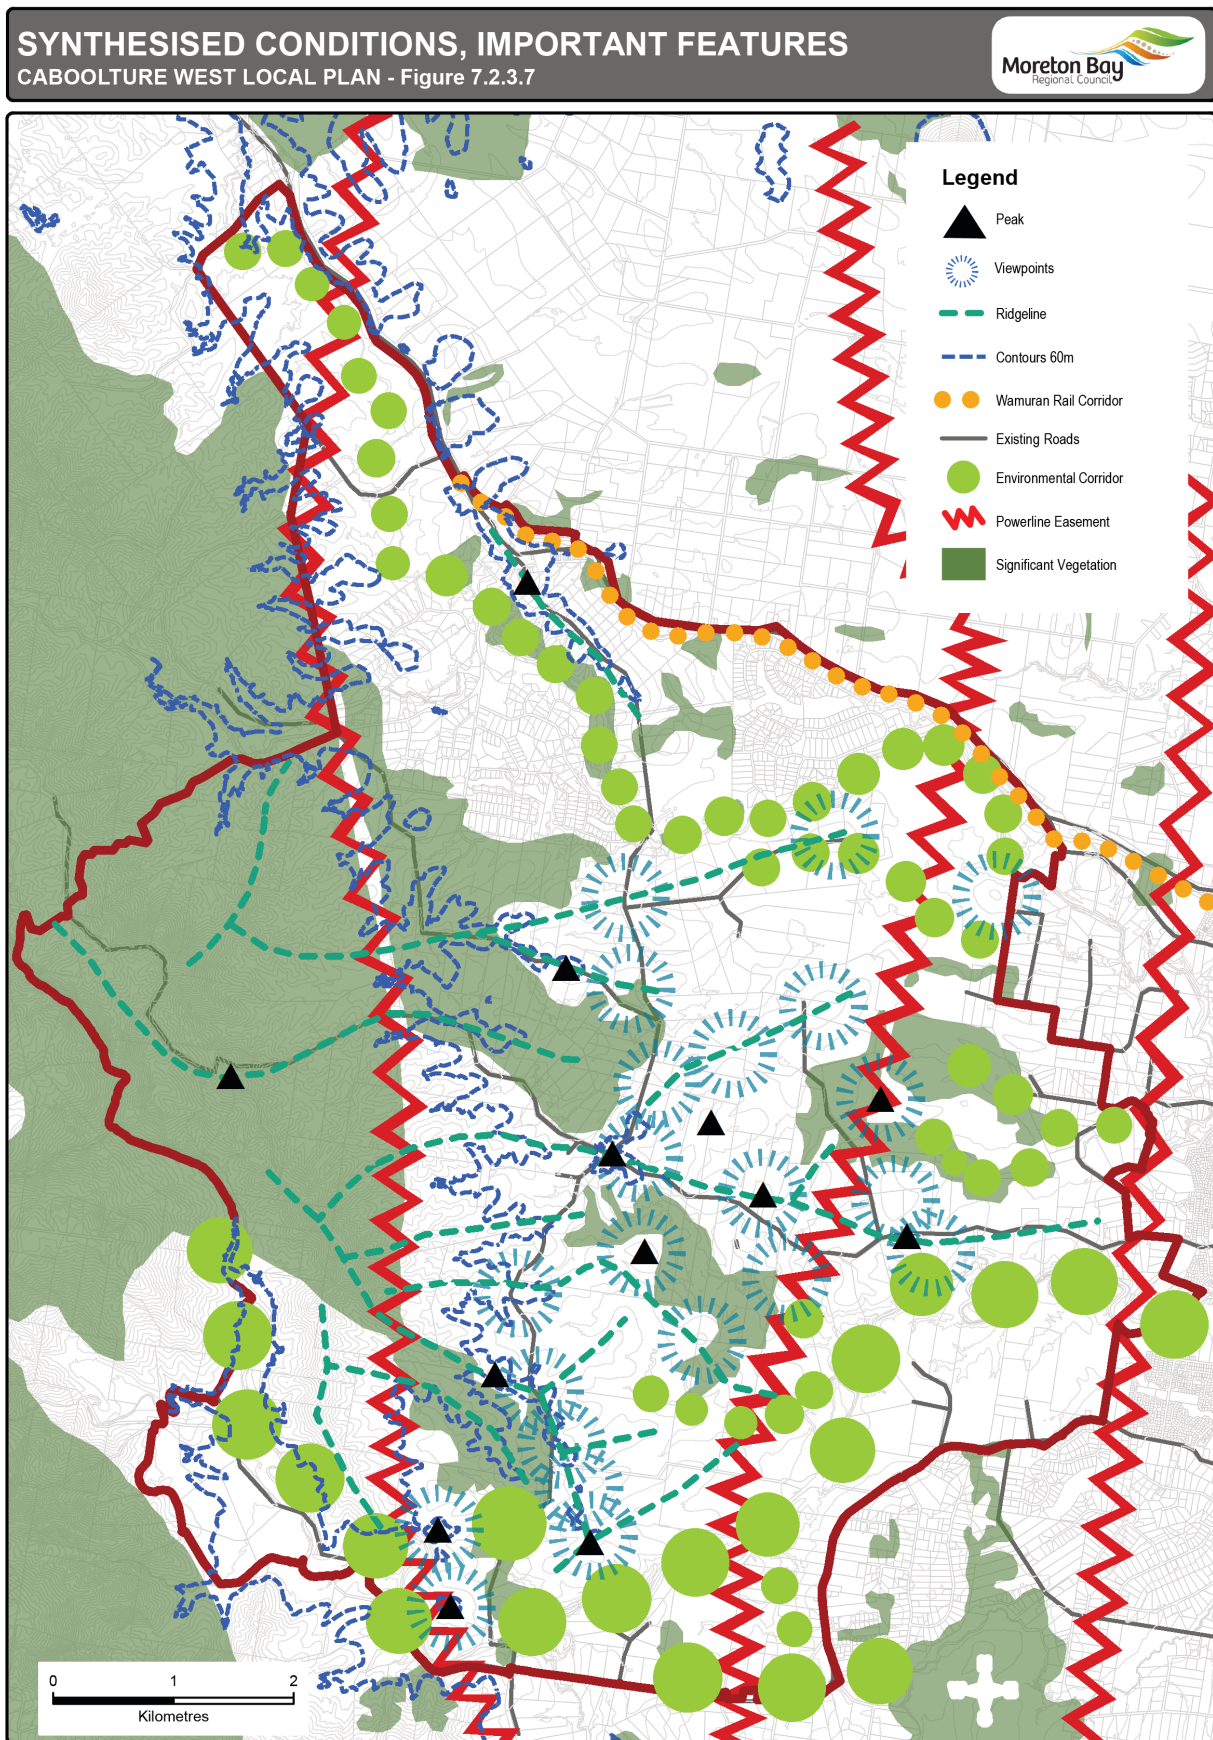 SYNTHESISED CONDITIONS, IMPORTANT FEATURES
CABOOLTURE WEST LOCAL PLAN - Figure 7.2.3.7
Moreton Bay
Regional Council
Legend
Peak
Viewpoints
Ridgeline
Contours 60m
Wamuran Rail Corridor
Existing Roads
Environmental Corridor
Powerline Easement
Significant Vegetation
0 1 2
Kilometres